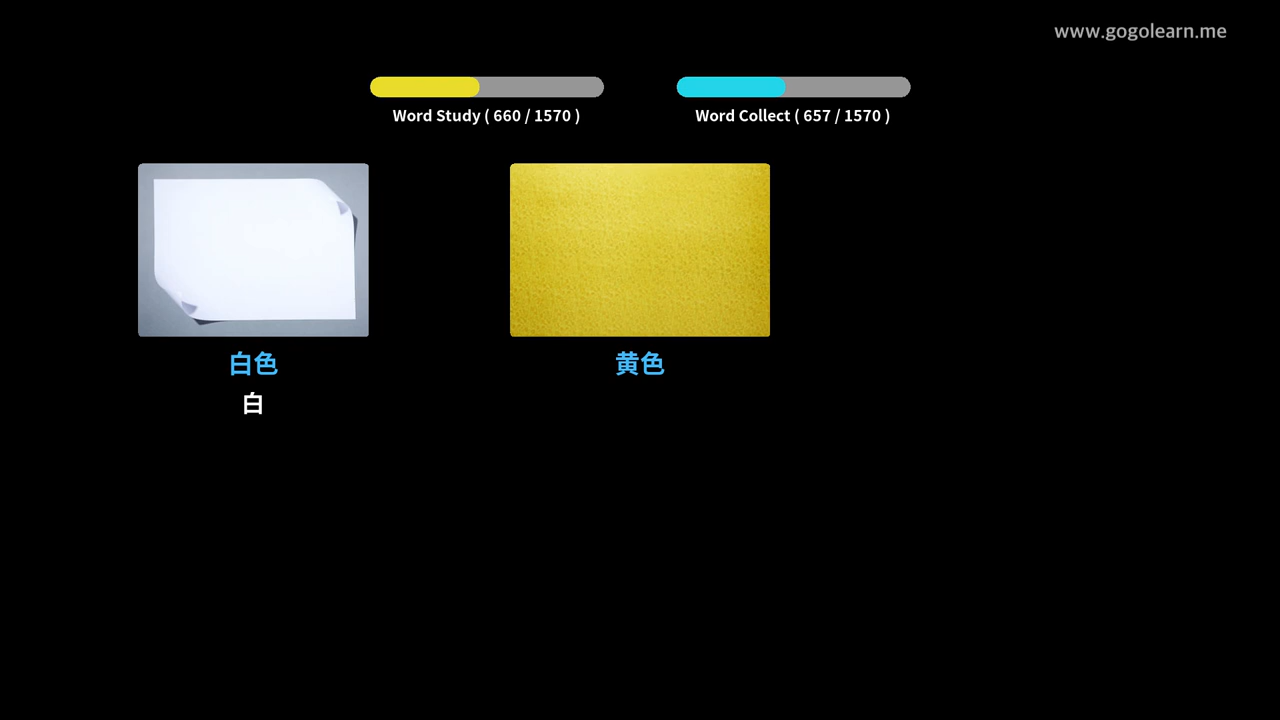 www.gogolearn.me
Word Study ( 660 / 1570 )
Word Collect ( 657 / 1570 )
白色
黄色
白